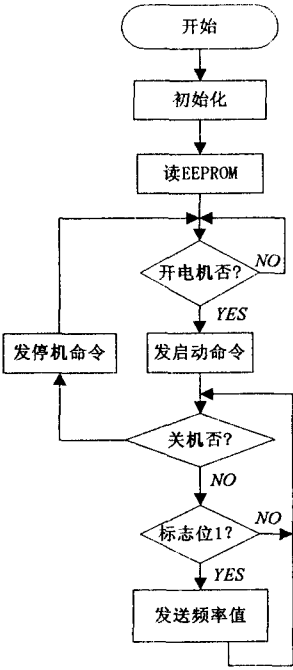 开始
初始化
读EEPROM
开电机否?
NO
YES
发停机命令
发启动命令
关机否?
NO
标志位1?
NO
YES
发送频率值